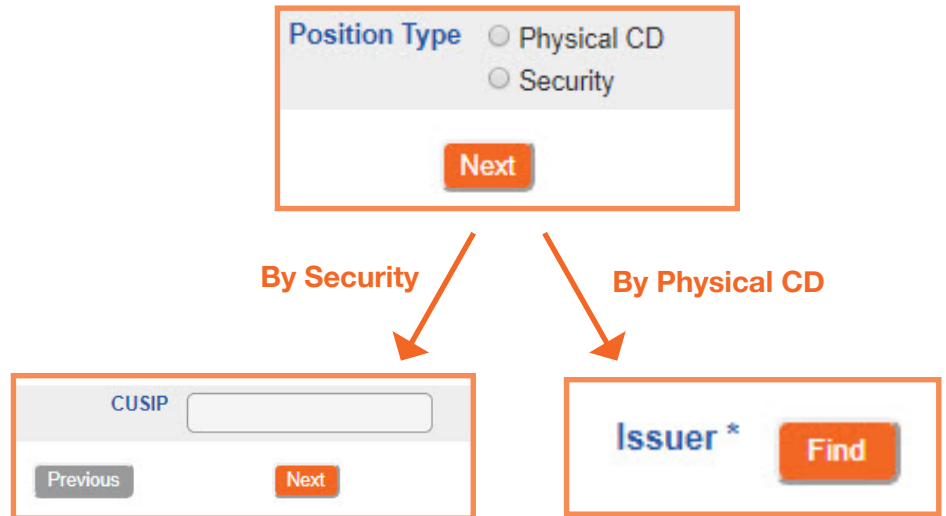 Position Type Physical CD
Security
Next
By Security
By Physical CD
CUSIP
Previous Next
Issuer * Find